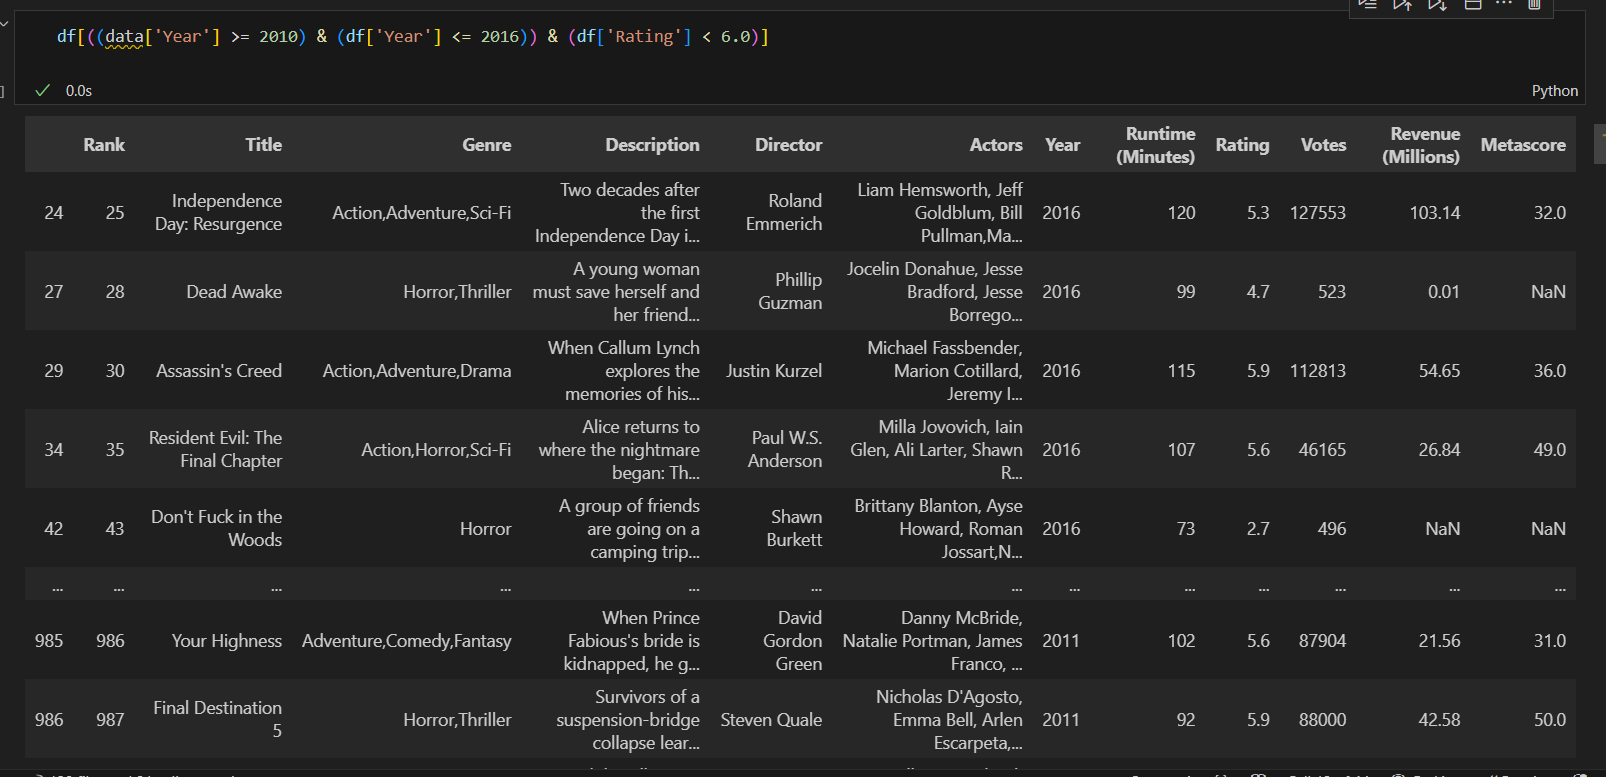 df[((data['Year'] >= 2010) & (df['Year'] <= 2016)) & (df['Rating'] < 6.0)]
]
0.0s
Python
Rank Title Genre Description Director Actors Year Runtime (Minutes) Rating Votes Revenue (Millions) Metascore
24 25 Independence Day: Resurgence Action,Adventure,Sci-Fi Two decades after the first Independence Day i... Roland Emmerich Liam Hemsworth, Jeff Goldblum, Bill Pullman,Ma... 2016 120 5.3 127553 103.14 32.0
27 28 Dead Awake Horror,Thriller A young woman must save herself and her friend... Phillip Guzman Jocelin Donahue, Jesse Bradford, Jesse Borrego... 2016 99 4.7 523 0.01 NaN
29 30 Assassin's Creed Action,Adventure,Drama When Callum Lynch explores the memories of his... Justin Kurzel Michael Fassbender, Marion Cotillard, Jeremy I... 2016 115 5.9 112813 54.65 36.0
34 35 Resident Evil: The Final Chapter Action,Horror,Sci-Fi Alice returns to where the nightmare began: Th... Paul W.S. Anderson Milla Jovovich, Iain Glen, Ali Larter, Shawn R... 2016 107 5.6 46165 26.84 49.0
42 43 Don't Fuck in the Woods Horror A group of friends are going on a camping trip... Shawn Burkett Brittany Blanton, Ayse Howard, Roman Jossart,N... 2016 73 2.7 496 NaN NaN
... ... ... ... ... ... ... ... ... ... ... ... ...
985 986 Your Highness Adventure,Comedy,Fantasy When Prince Fabious's bride is kidnapped, he g... David Gordon Green Danny McBride, Natalie Portman, James Franco, ... 2011 102 5.6 87904 21.56 31.0
986 987 Final Destination 5 Horror,Thriller Survivors of a suspension-bridge collapse lear... Steven Quale Nicholas D'Agosto, Emma Bell, Arlen Escarpeta,... 2011 92 5.9 88000 42.58 50.0